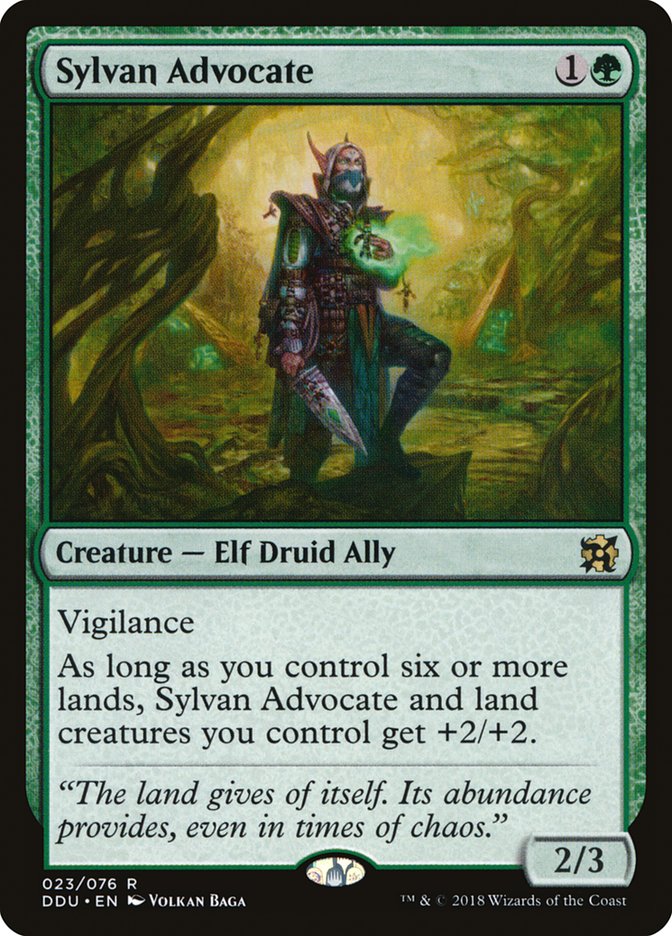 Sylvan Advocate 1
Creature — Elf Druid Ally
Vigilance
As long as you control six or more
lands, Sylvan Advocate and land
creatures you control get +2/+2.
“The land gives of itself. Its abundance
provides, even in times of chaos.”
2/3
023/076 R
DDU • EN Volkan Baga
™ & © 2018 Wizards of the Coast